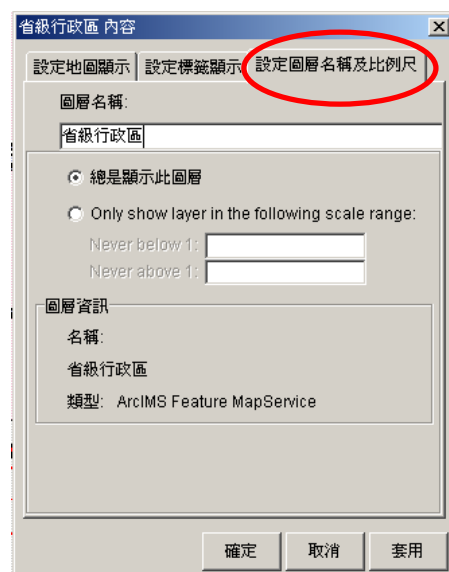 省級行政區 內容
設定地圖顯示 設定標籤顯示 設定圖層名稱及比例尺
圖層名稱:
省級行政區
總是顯示此圖層
Only show layer in the following scale range:
Never below 1:
Never above 1:
圖層資訊
名稱:
省級行政區
類型: ArcIMS Feature MapService
確定 取消 套用